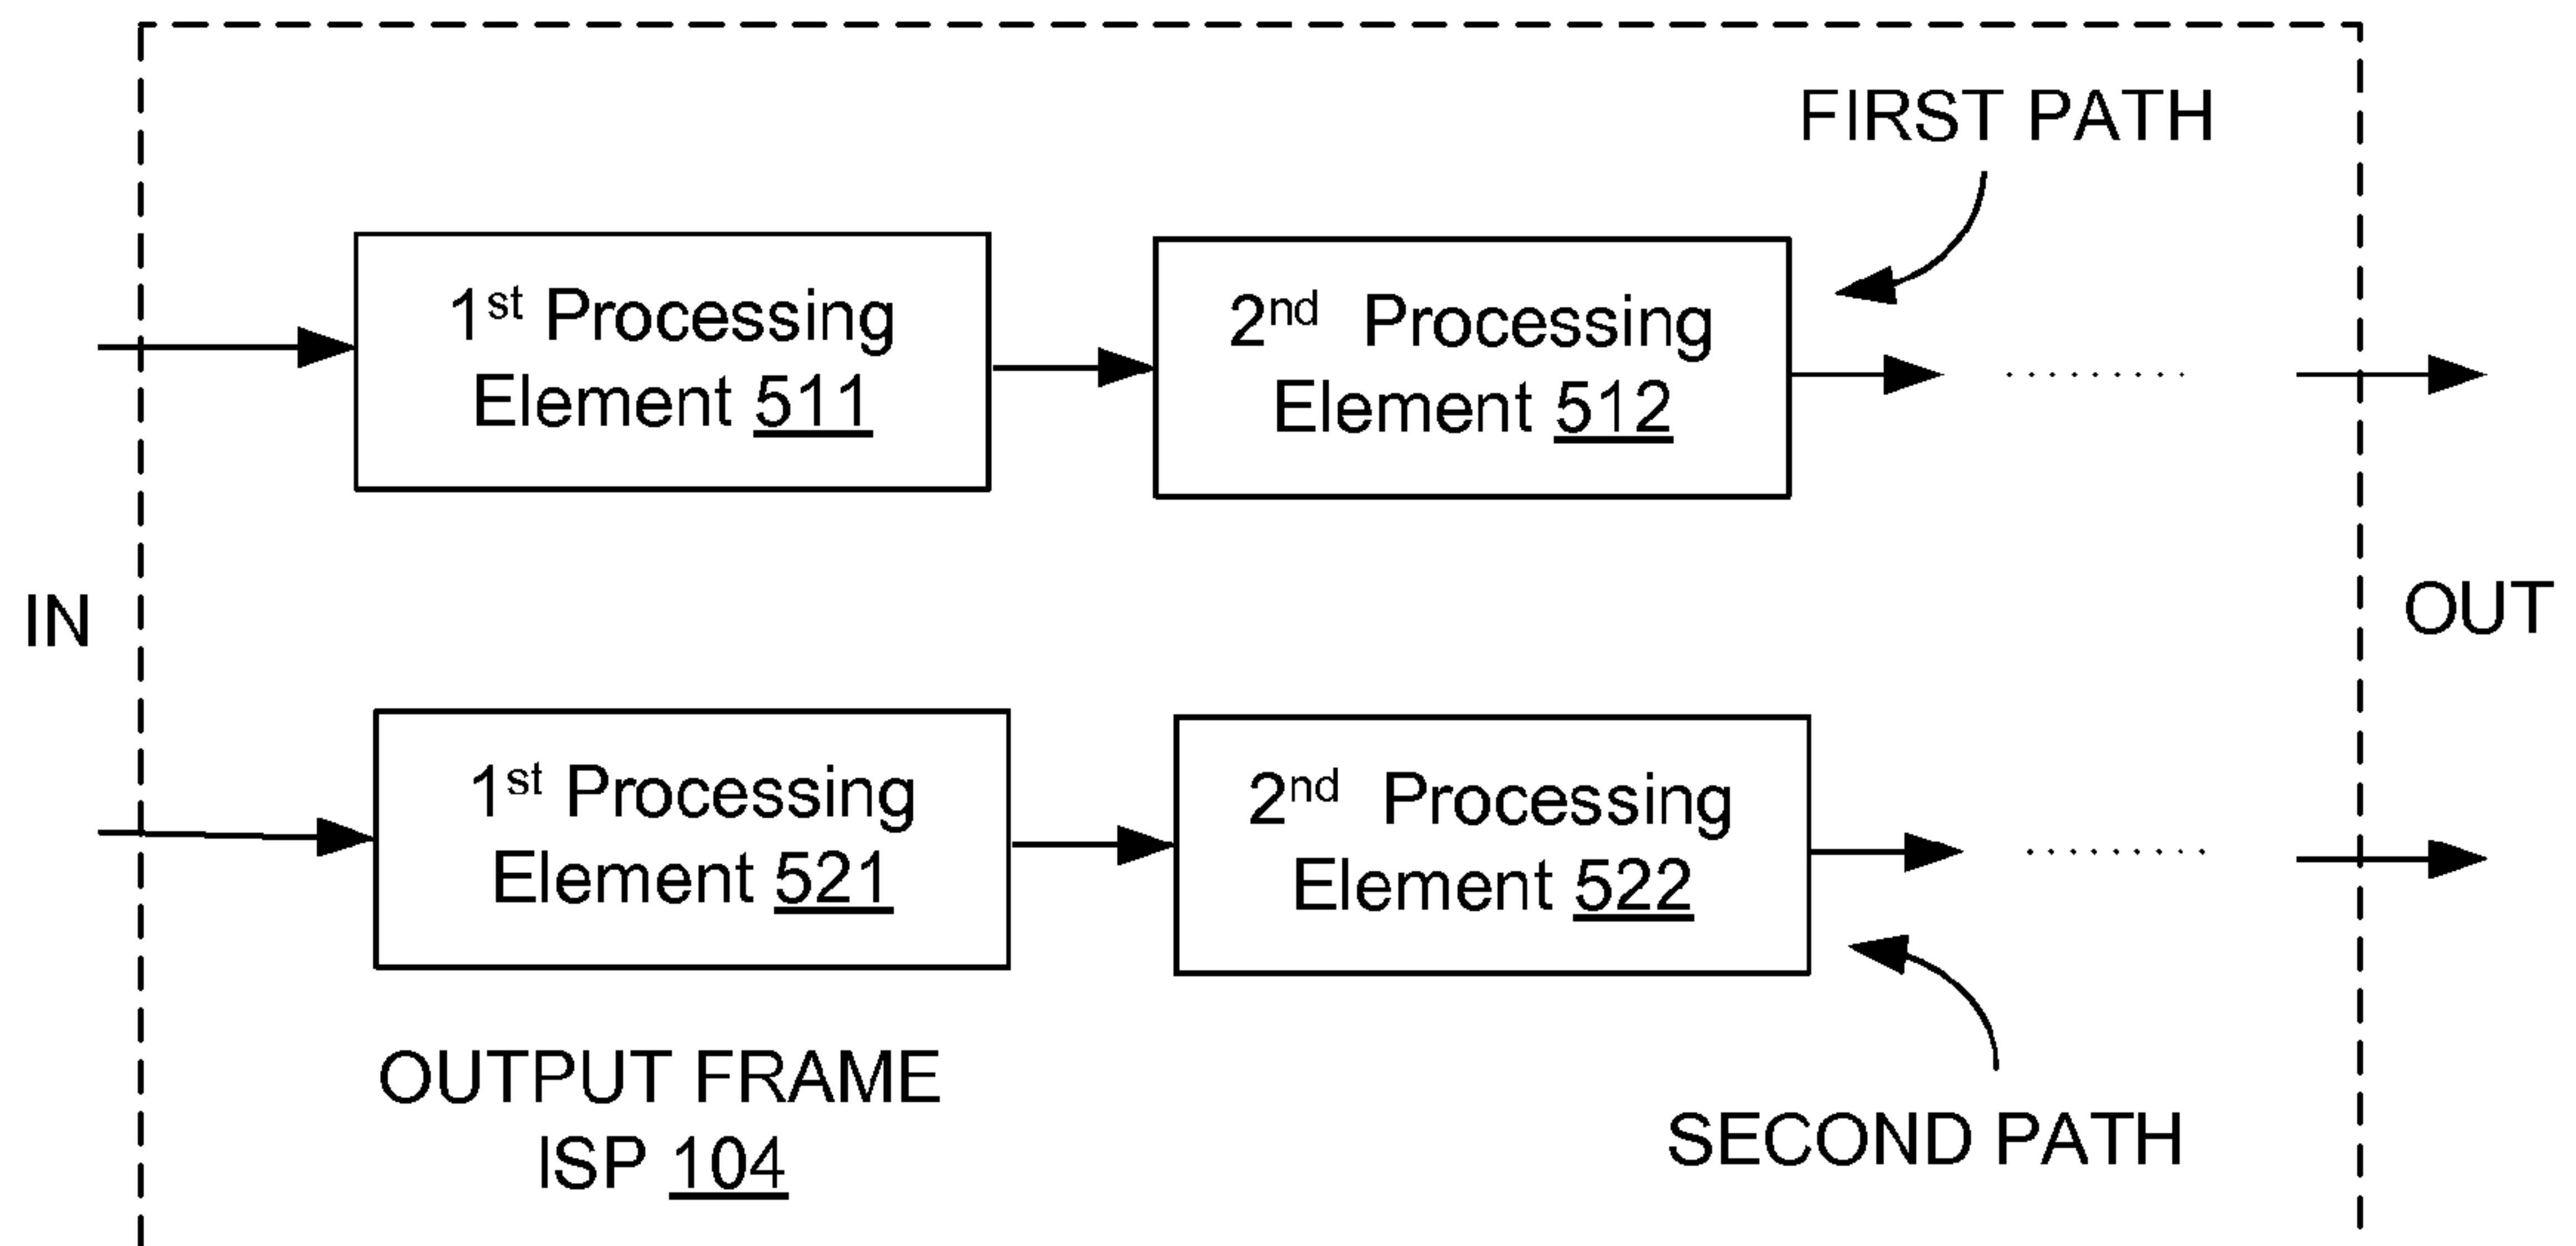 FIRST PATH
1st Processing
Element 511
2nd Processing
Element 512
IN
OUT
1st Processing
Element 521
2nd Processing
Element 522
OUTPUT FRAME
ISP 104
SECOND PATH